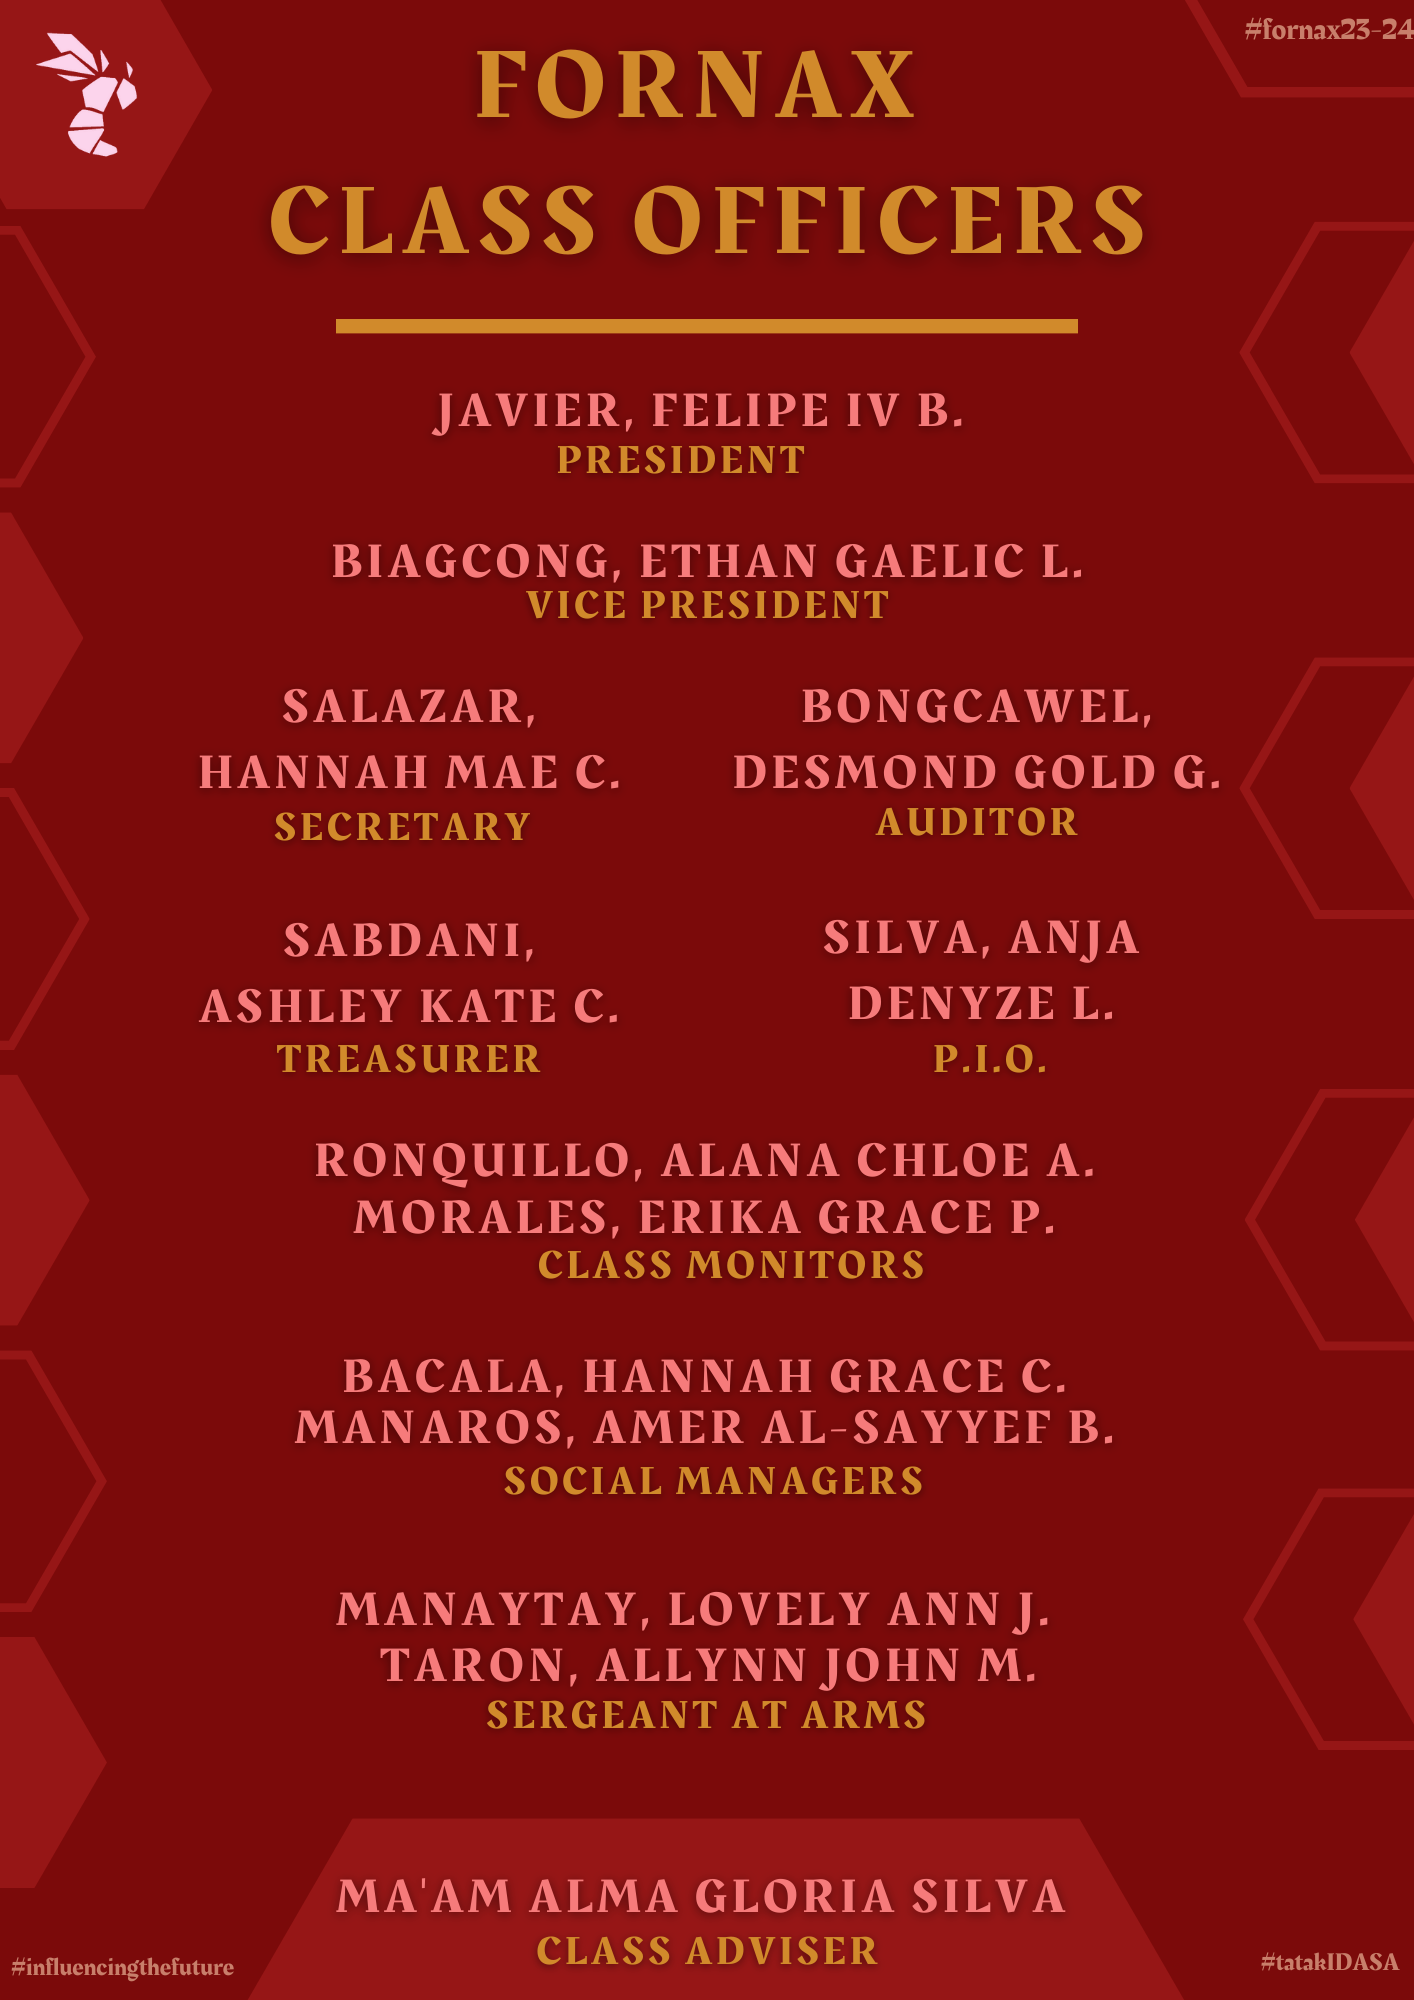 #fornax23-24
FORNAX
CLASS OFFICERS
JAVIER, FELIPE IV B.
PRESIDENT
BIAGCONG, ETHAN GAELIC L.
VICE PRESIDENT
SALAZAR,
HANNAH MAE C.
SECRETARY
BONGCAWEL,
DESMOND GOLD G.
AUDITOR
SABDANI,
ASHLEY KATE C.
TREASURER
SILVA, ANJA
DENYZE L.
P.I.O.
RONQUILLO, ALANA CHLOE A.
MORALES, ERIKA GRACE P.
CLASS MONITORS
BACALA, HANNAH GRACE C.
MANAROS, AMER AL-SAYYEF B.
SOCIAL MANAGERS
MANAYTAY, LOVELY ANN J.
TARON, ALLYNN JOHN M.
SERGEANT AT ARMS
MA'AM ALMA GLORIA SILVA
CLASS ADVISER
#influencingthefuture
#tatakIDASA